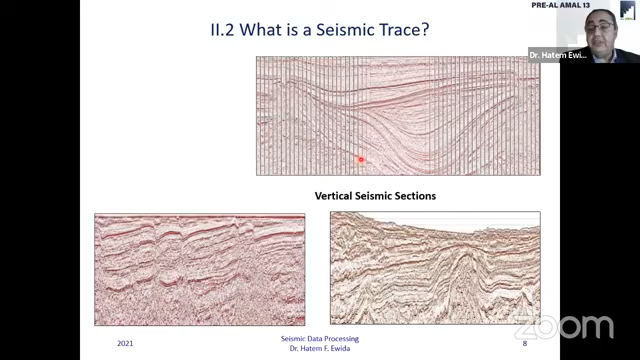 PRE-AL AMAL 13
II.2 What is a Seismic Trace?
Dr. Hatem Ewi...
Vertical Seismic Sections
2021
Seismic Data Processing
Dr. Hatem F. Ewida
8
zoom